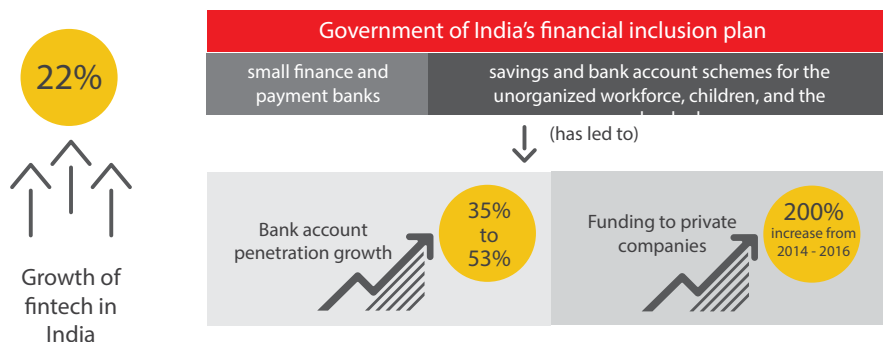 22%
Growth of
fintech in
India
Government of India's financial inclusion plan
small finance and
payment banks
savings and bank account schemes for the
unorganized workforce, children, and the
(has led to)
Bank account
penetration growth
35%
to
53%
Funding to private
companies
200%
increase from
2014 - 2016